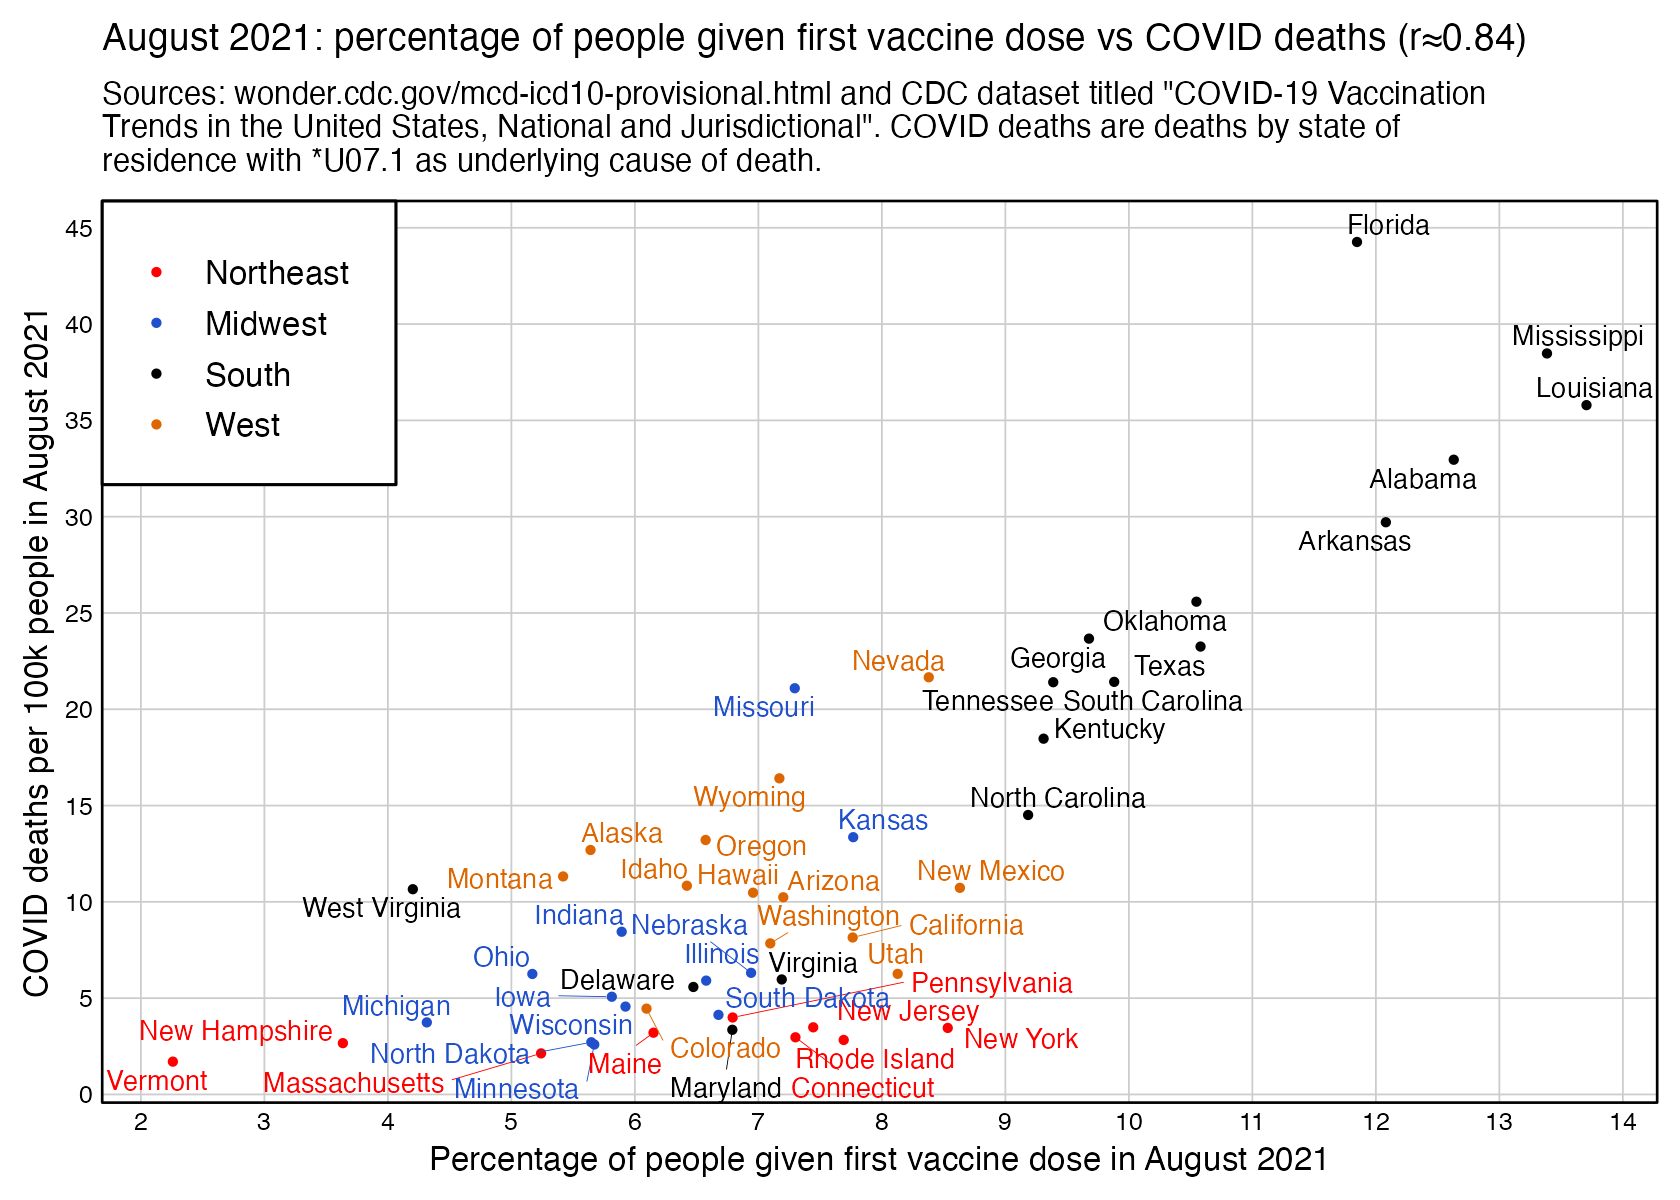 August 2021: percentage of people given first vaccine dose vs COVID deaths (r≈0.84)
Sources: wonder.cdc.gov/mcd-icd10-provisional.html and CDC dataset titled "COVID-19 Vaccination
Trends in the United States, National and Jurisdictional". COVID deaths are deaths by state of
residence with *U07.1 as underlying cause of death.
COVID deaths per 100k people in August 2021
45
40
35
30
25
20
15
10
5
0
Northeast
Midwest
South
West
Florida
Mississippi
Louisiana
Alabama
Arkansas
Oklahoma
Georgia
Texas
Nevada
Tennessee
South Carolina
Missouri
Kentucky
Wyoming
North Carolina
Kansas
Alaska
Oregon
Idaho
Hawaii
Montana
Arizona
New Mexico
West Virginia
Indiana
Nebraska
Washington
California
Ohio
Illinois
Utah
Virginia
Delaware
Pennsylvania
Iowa
South Dakota
Michigan
New Jersey
Wisconsin
New Hampshire
New York
North Dakota
Colorado
Maine
Rhode Island
Vermont
Massachusetts
Minnesota
Maryland
Connecticut
2 3 4 5 6 7 8 9 10 11 12 13 14
Percentage of people given first vaccine dose in August 2021